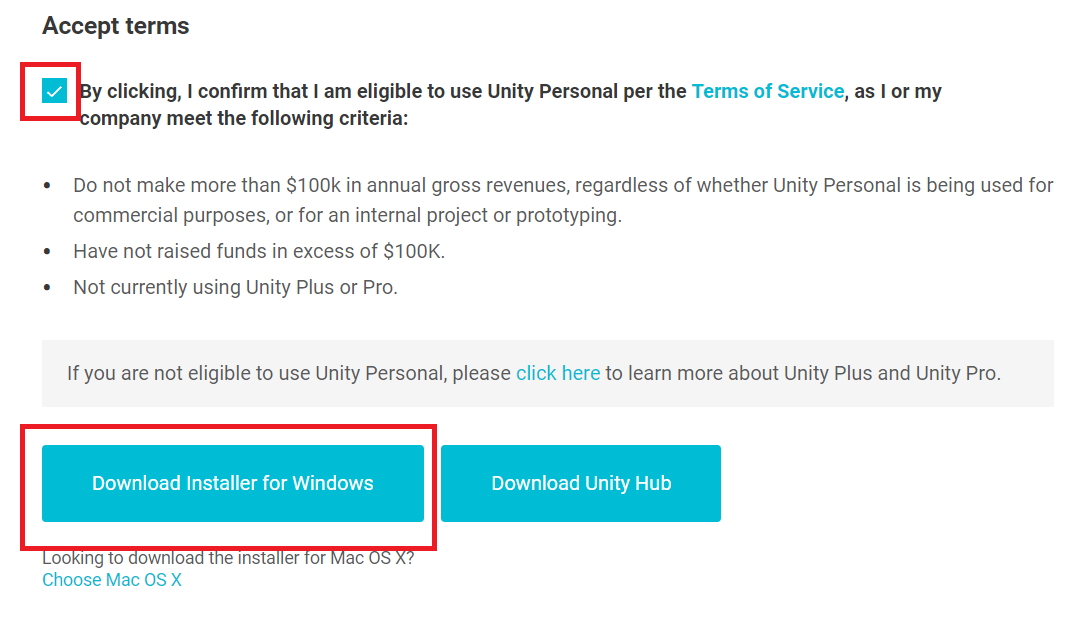 Accept terms
By clicking, I confirm that I am eligible to use Unity Personal per the Terms of Service, as I or my
company meet the following criteria:
• Do not make more than $100k in annual gross revenues, regardless of whether Unity Personal is being used for
commercial purposes, or for an internal project or prototyping.
• Have not raised funds in excess of $100K.
• Not currently using Unity Plus or Pro.
If you are not eligible to use Unity Personal, please click here to learn more about Unity Plus and Unity Pro.
Download Installer for Windows
Download Unity Hub
Looking to download the installer for Mac OS X?
Choose Mac OS X